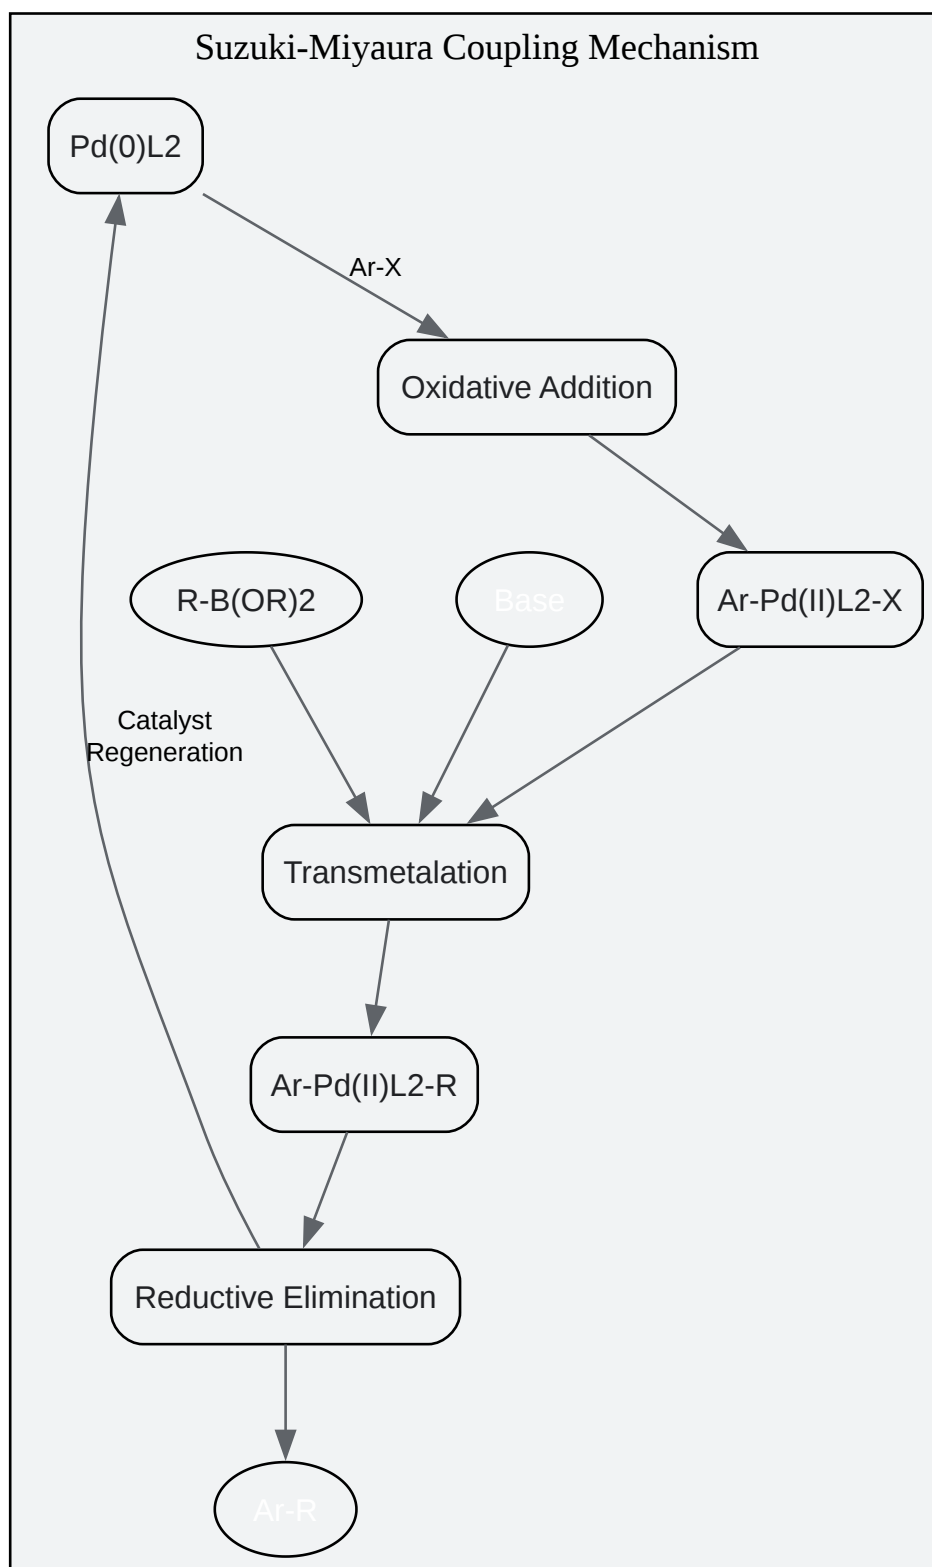 Suzuki-Miyaura Coupling Mechanism
Pd(0)L2
Ar-X
Oxidative Addition
R-B(OR)2
Base
Ar-Pd(II)L2-X
Catalyst
Regeneration
Transmetalation
Ar-Pd(II)L2-R
Reductive Elimination
Ar-R